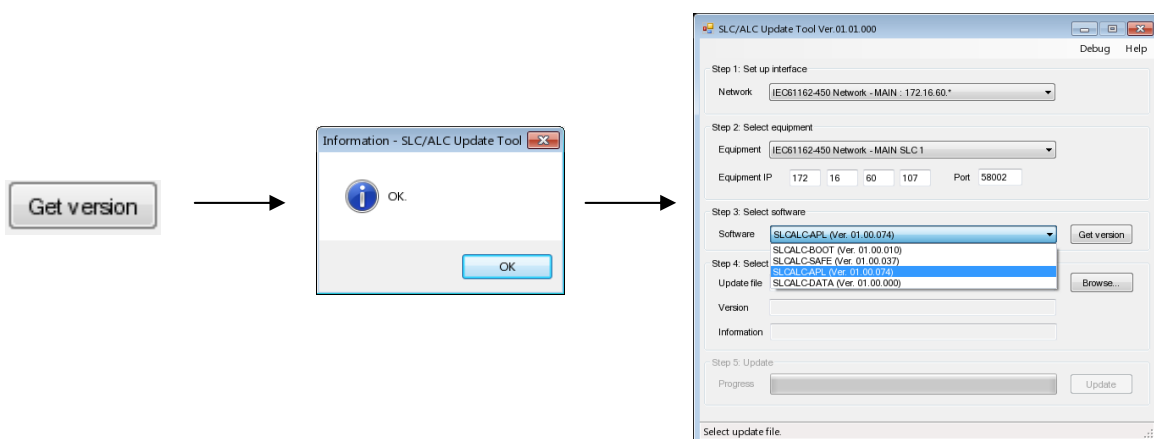 Get version
Information - SLC/ALC Update Tool
OK.
OK
SLC/ALC Update Tool Ver.01.01.000
Debug Help
Step 1: Set up interface
Network IEC61162-450 Network - MAIN : 172.16.60.*
Step 2: Select equipment
Equipment IEC61162-450 Network - MAIN SLC 1
Equipment IP 172 16 60 107 Port 58002
Step 3: Select software
Software SLCALC-APL (Ver. 01.00.074) Get version
SLCALC-BOOT (Ver. 01.00.010)
Step 4: Select SLCALC-SAFE (Ver. 01.00.037)
SLCALC-APL (Ver. 01.00.074)
Update file SLCALC-DATA (Ver. 01.00.000) Browse...
Version
Information
Step 5: Update
Progress Update
Select update file.